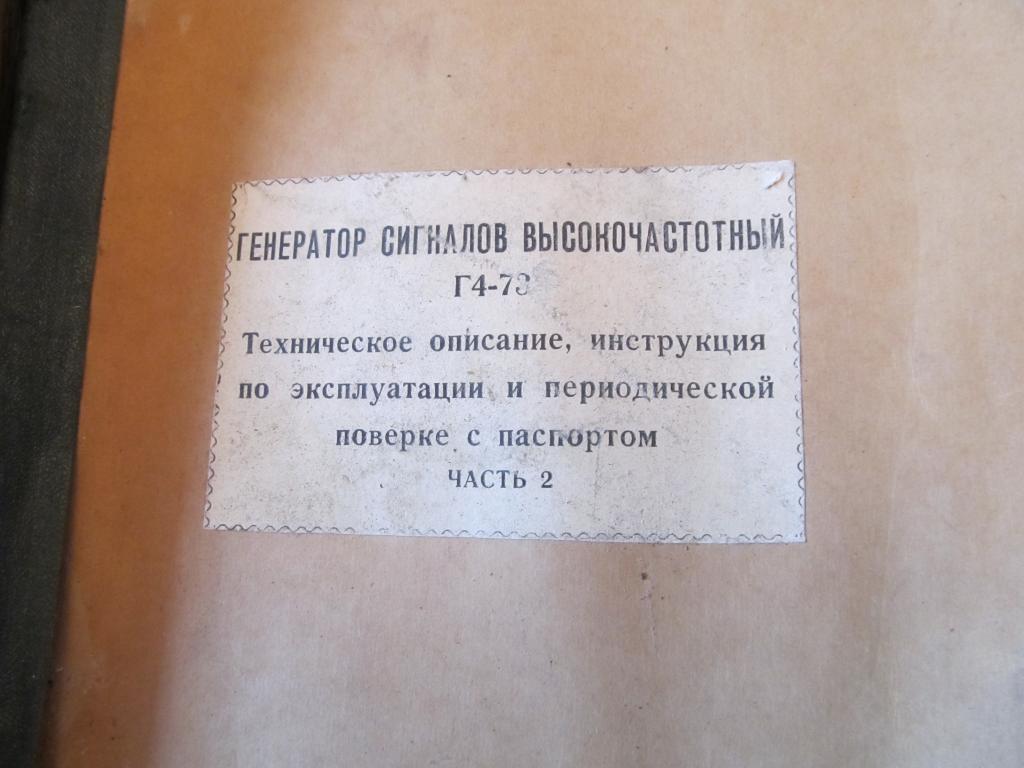 ГЕНЕРАТОР СИГНАЛОВ ВЫСОКОЧАСТОТНЫЙ
Техническое описание, инструкция
по эксплуатации и периодической
поверке с паспортом
ЧАСТЬ 2